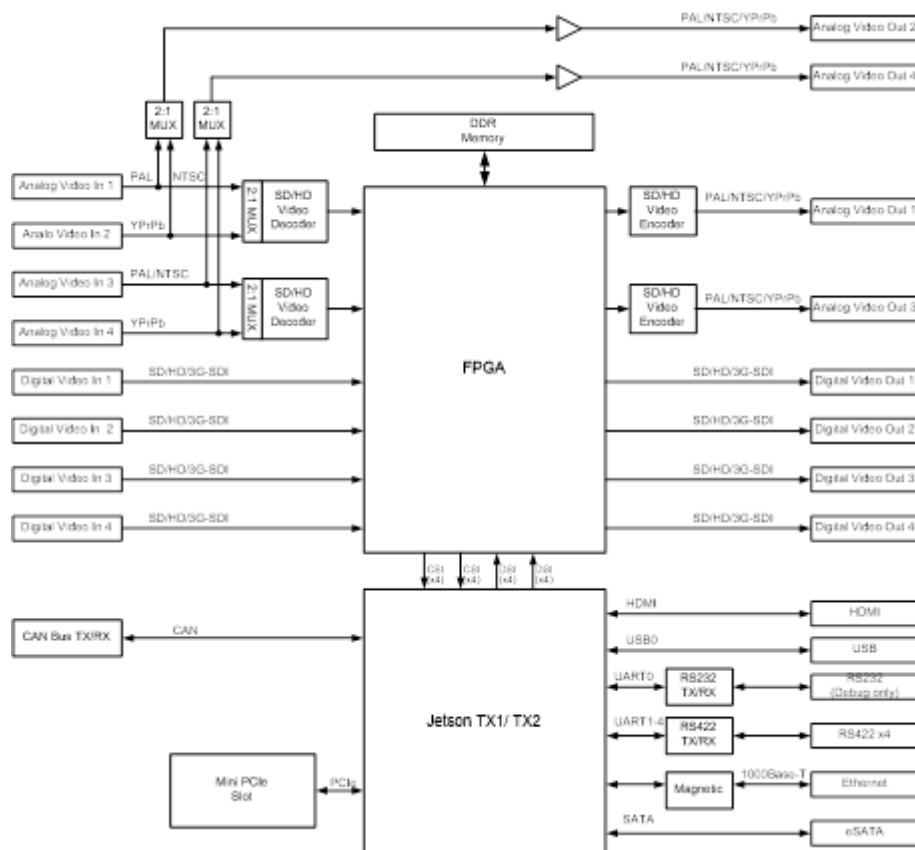 PAL/NTSC/YPrPb
Analog Video Out 2
PAL/NTSC/YPrPb
Analog Video Out 4
2:1
MUX
2:1
MUX
DDR
Memory
Analog Video In 1
PAL
NTSC
2:1 MUX
SD/HD
Video
Decoder
SD/HD
Video
Encoder
PAL/NTSC/YPrPb
Analog Video Out 1
Analo Video In 2
YPrPb
Analog Video In 3
PAL/NTSC
2:1 MUX
SD/HD
Video
Decoder
SD/HD
Video
Encoder
PAL/NTSC/YPrPb
Analog Video Out 3
Analog Video In 4
YPrPb
FPGA
Digital Video In 1
SD/HD/3G-SDI
SD/HD/3G-SDI
Digital Video Out 1
Digital Video In 2
SD/HD/3G-SDI
SD/HD/3G-SDI
Digital Video Out 2
Digital Video In 3
SD/HD/3G-SDI
SD/HD/3G-SDI
Digital Video Out 3
Digital Video In 4
SD/HD/3G-SDI
SD/HD/3G-SDI
Digital Video Out 4
CSI
(x4)
CSI
(x4)
DSI
(x4)
DSI
(x4)
CAN Bus TX/RX
CAN
HDMI
HDMI
USB0
USB
UART0
RS232
TX/RX
RS232
(Debug only)
Jetson TX1/ TX2
UART1-4
RS422
TX/RX
RS422 x4
Mini PCIe
Slot
PCIe
Magnetic
1000Base-T
Ethernet
SATA
eSATA